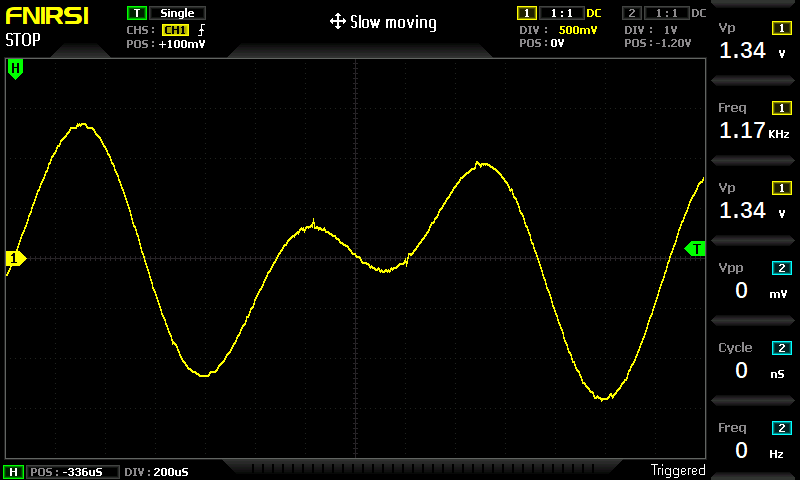 FNIRSI
STOP
T Single
CHS: CH1
POS: +100mV
Slow moving
1 1:1 DC
DIV: 500mV
POS: 0V
2 1:1 DC
DIV: 1V
POS: -1.20V
H
1
T
Vp 1
1.34 V
Freq 1
1.17 KHz
Vp 1
1.34 V
Vpp 2
0 mV
Cycle 2
0 nS
Freq 2
0 Hz
H POS: -336uS DIV: 200uS
Triggered